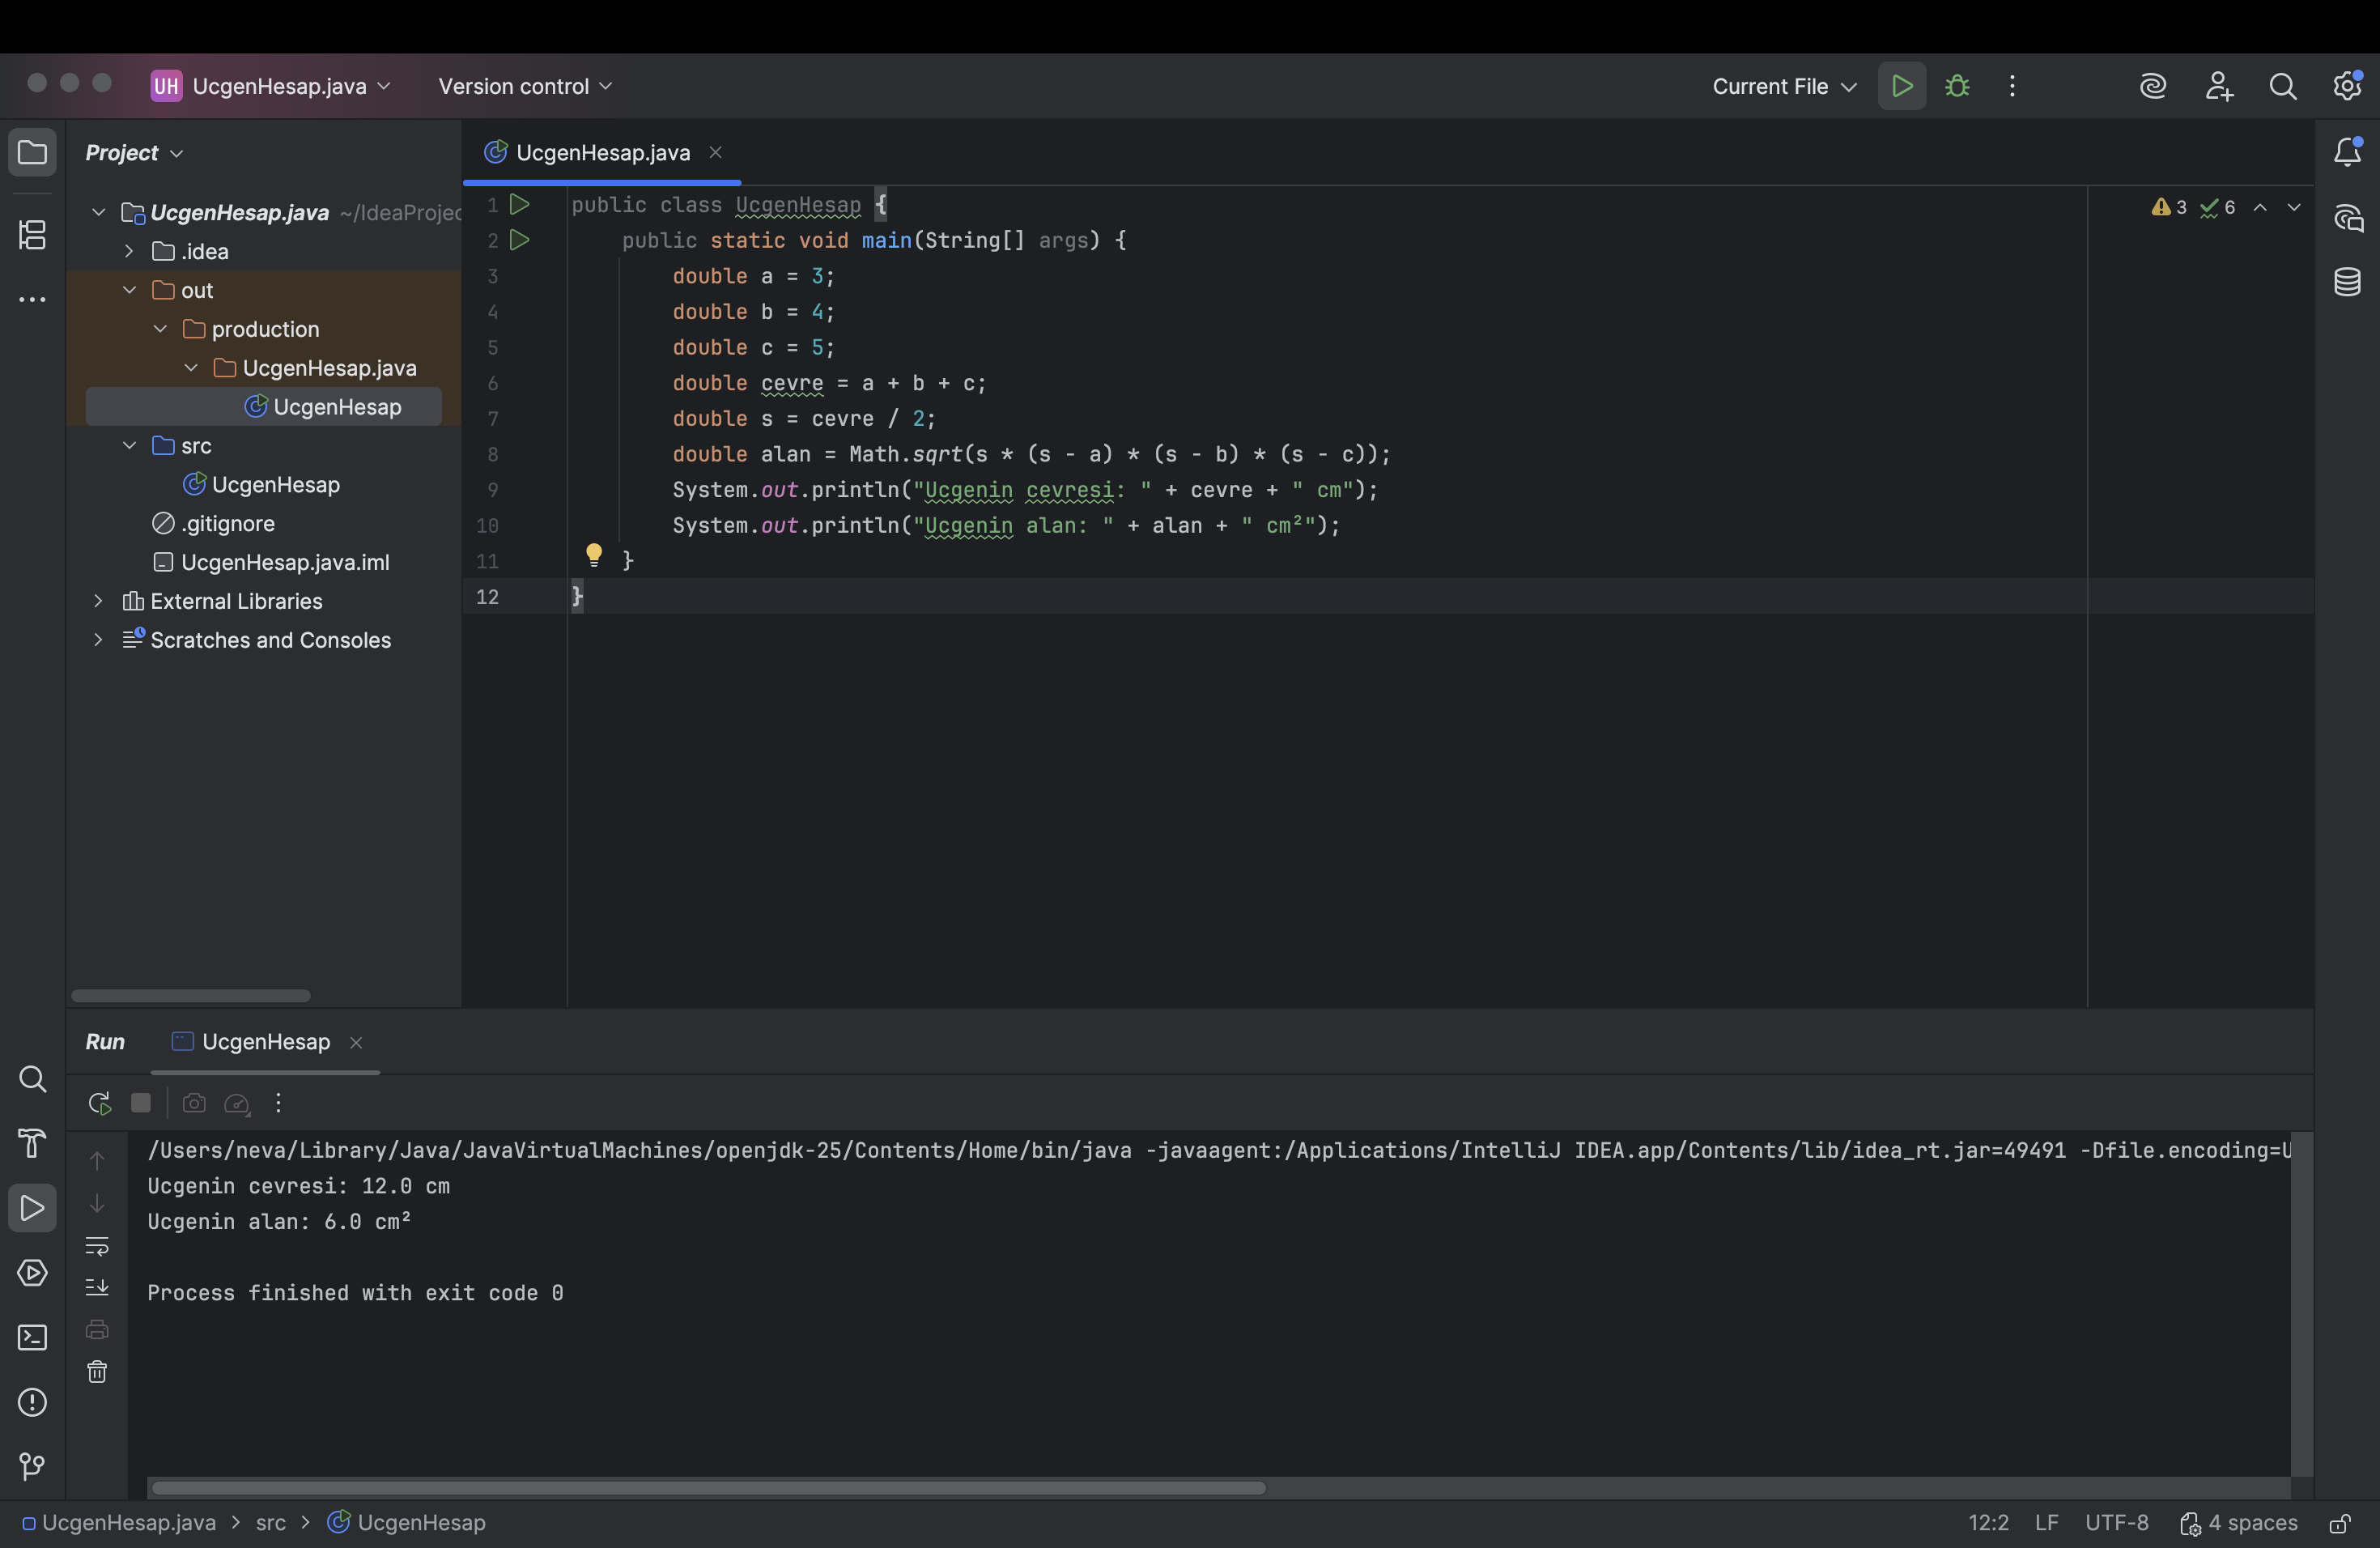 UH UcgenHesap.java Version control Current File
Project
UcgenHesap.java
UcgenHesap.java ~/IdeaProjec
.idea
out
production
UcgenHesap.java
UcgenHesap
src
UcgenHesap
.gitignore
UcgenHesap.java.iml
External Libraries
Scratches and Consoles
3 6
1 public class UcgenHesap {
2     public static void main(String[] args) {
3         double a = 3;
4         double b = 4;
5         double c = 5;
6         double cevre = a + b + c;
7         double s = cevre / 2;
8         double alan = Math.sqrt(s * (s - a) * (s - b) * (s - c));
9         System.out.println("Ucgenin cevresi: " + cevre + " cm");
10         System.out.println("Ucgenin alan: " + alan + " cm²");
11     }
12 }
Run UcgenHesap
/Users/neva/Library/Java/JavaVirtualMachines/openjdk-25/Contents/Home/bin/java -javaagent:/Applications/IntelliJ IDEA.app/Contents/lib/idea_rt.jar=49491 -Dfile.encoding=U
Ucgenin cevresi: 12.0 cm
Ucgenin alan: 6.0 cm²
Process finished with exit code 0
UcgenHesap.java > src > UcgenHesap 12:2 LF UTF-8 4 spaces